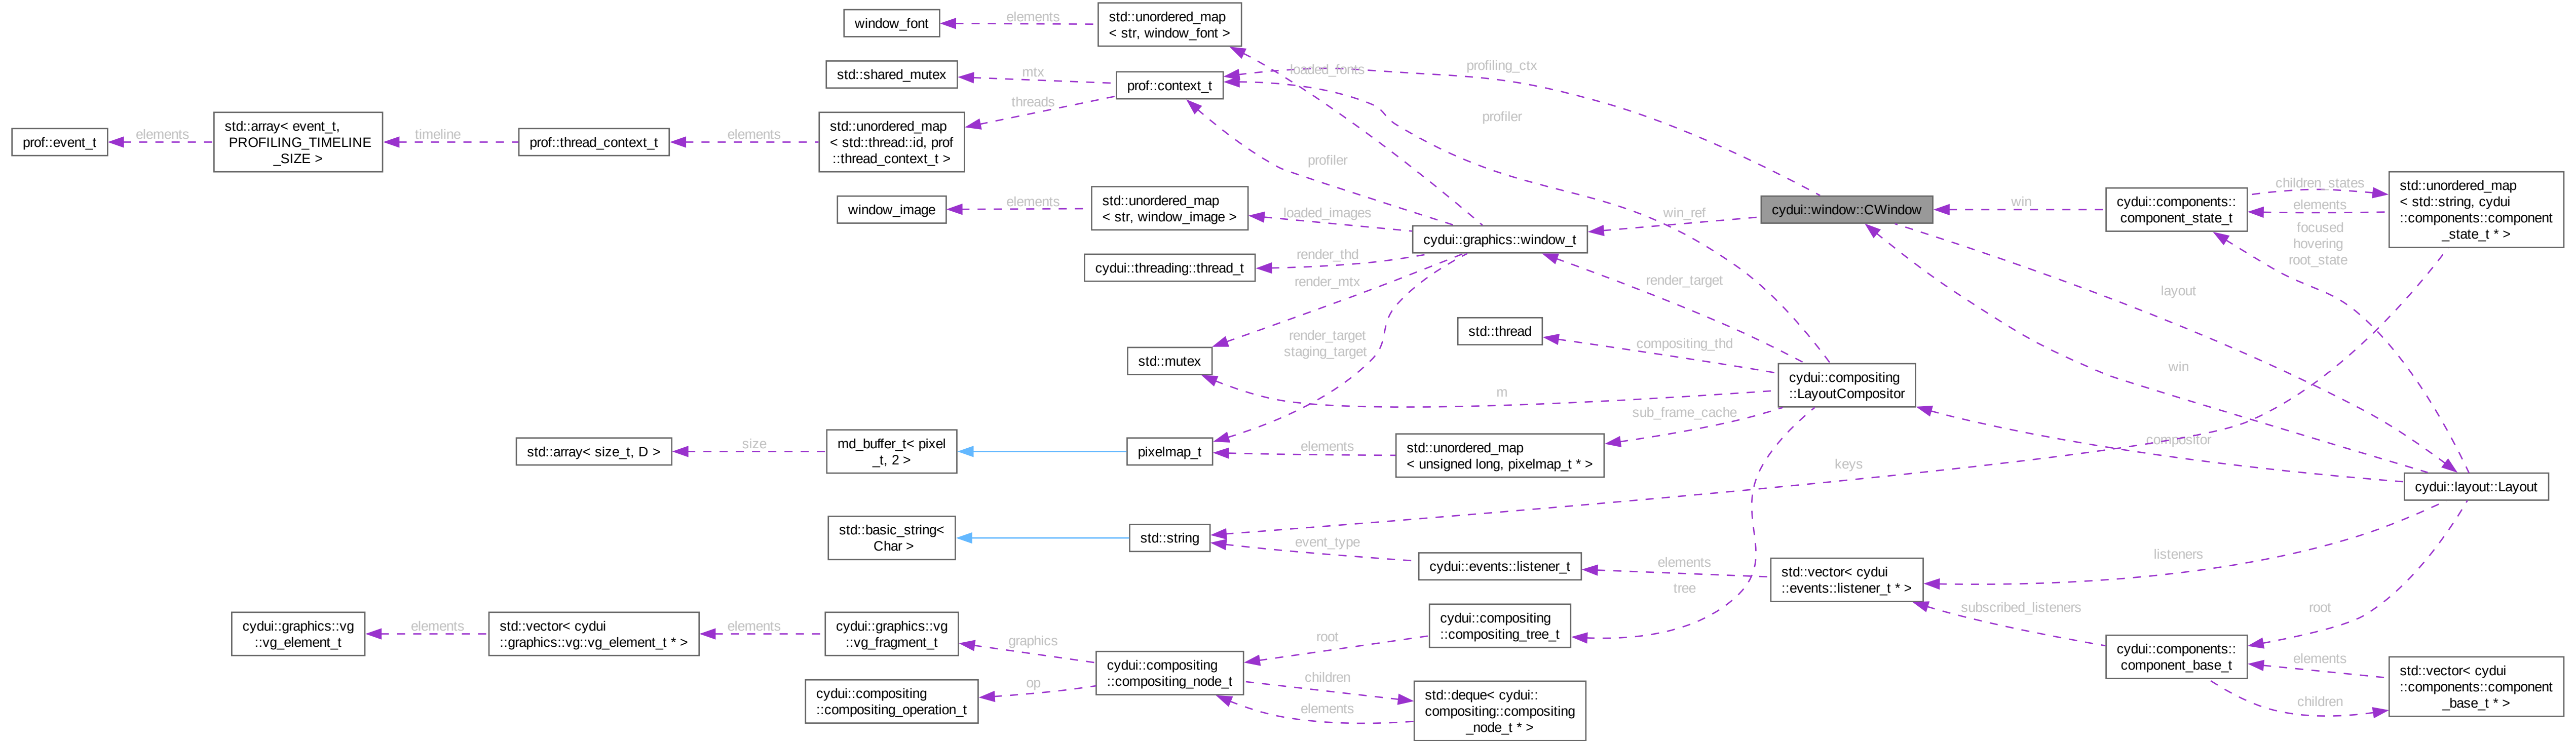 window_font
elements
std::unordered_map
< str, window_font >
std::shared_mutex
mtx
prof::context_t
loaded_fonts
profiling_ctx
threads
profiler
prof::event_t
elements
std::array< event_t,
PROFILING_TIMELINE
_SIZE >
timeline
prof::thread_context_t
elements
std::unordered_map
< std::thread::id, prof
::thread_context_t >
profiler
window_image
elements
std::unordered_map
< str, window_image >
loaded_images
cydui::graphics::window_t
win_ref
cydui::window::CWindow
win
cydui::components::
component_state_t
children_states
elements
std::unordered_map
< std::string, cydui
::components::component
_state_t * >
focused
hovering
root_state
cydui::threading::thread_t
render_thd
render_mtx
render_target
layout
std::thread
compositing_thd
std::mutex
render_target
staging_target
m
cydui::compositing
::LayoutCompositor
win
sub_frame_cache
std::array< size_t, D >
size
md_buffer_t< pixel
_t, 2 >
pixelmap_t
elements
std::unordered_map
< unsigned long, pixelmap_t * >
keys
compositor
cydui::layout::Layout
std::basic_string<
Char >
std::string
event_type
cydui::events::listener_t
elements
tree
std::vector< cydui
::events::listener_t * >
listeners
subscribed_listeners
root
cydui::graphics::vg
::vg_element_t
elements
std::vector< cydui
::graphics::vg::vg_element_t * >
elements
cydui::graphics::vg
::vg_fragment_t
graphics
root
cydui::compositing
::compositing_tree_t
cydui::compositing
::compositing_operation_t
op
cydui::compositing
::compositing_node_t
children
elements
std::deque< cydui::
compositing::compositing
_node_t * >
cydui::components::
component_base_t
elements
children
std::vector< cydui
::components::component
_base_t * >